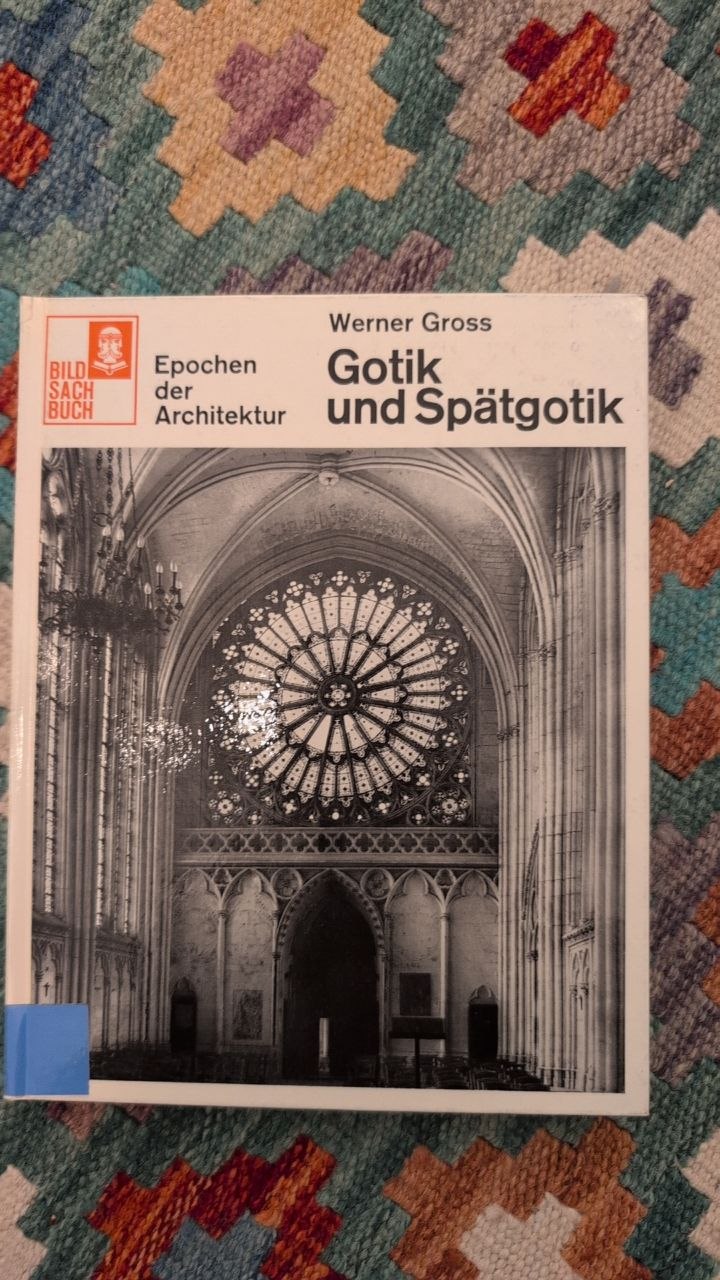 BILD
SACH
BUCH
Epochen
der
Architektur
Werner Gross
Gotik
und Spätgotik